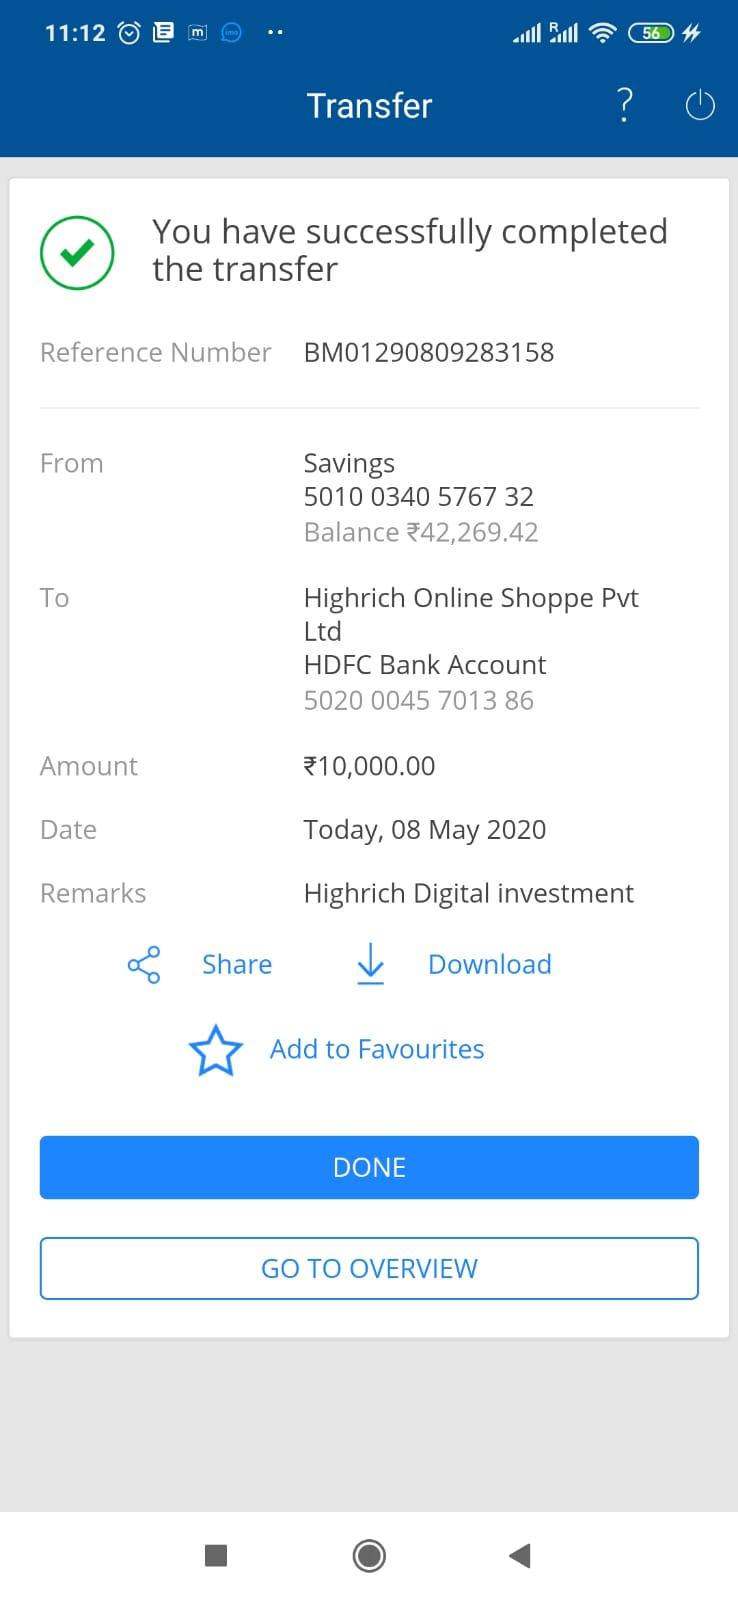 11:12 m imo R 56
Transfer ?
You have successfully completed
the transfer
Reference Number BM01290809283158
From Savings
5010 0340 5767 32
Balance ₹42,269.42
To Highrich Online Shoppe Pvt
Ltd
HDFC Bank Account
5020 0045 7013 86
Amount ₹10,000.00
Date Today, 08 May 2020
Remarks Highrich Digital investment
Share Download
Add to Favourites
DONE
GO TO OVERVIEW